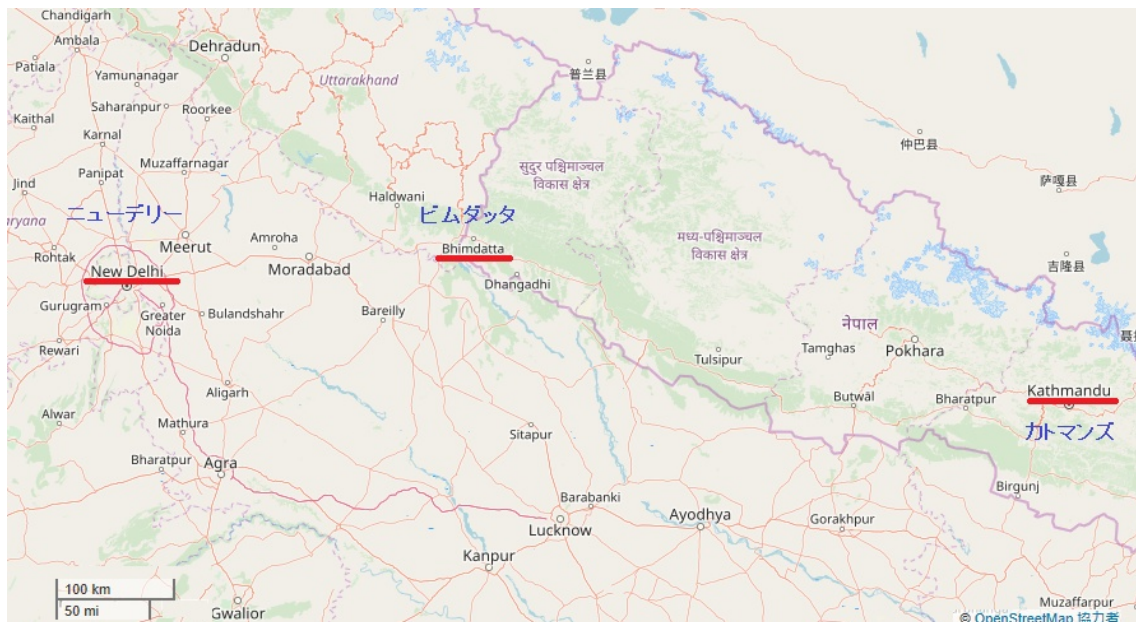 Chandigarh
Ambala
Dehradun
Patiala
Yamunanagar
Uttarakhand
普兰县
Saharanpur
Roorkee
Kaithal
Karnal
仲巴县
Muzaffarnagar
Panipat
सुदुर पश्चिमाञ्चल
विकास क्षेत्र
萨嘎县
Jind
Haldwani
ニューデリー
ビムダッタ
aryana
Meerut
Amroha
Bhimdatta
मध्य-पश्चिमाञ्चल
विकास क्षेत्र
Rohtak
New Delhi
Moradabad
吉隆县
Dhangadhi
Gurugram
Greater
Noida
Bulandshahr
Bareilly
नेपाल
Rewari
Tamghas
Pokhara
Tulsipur
Aligarh
Kathmandu
Butwāl
Bharatpur
Alwar
Mathura
カトマンズ
Sitapur
Bharatpur
Agra
Birgunj
Barabanki
Ayodhya
Gorakhpur
Lucknow
Kanpur
100 km
50 mi
Gwalior
Muzaffarpur
© OpenStreetMap 協力者